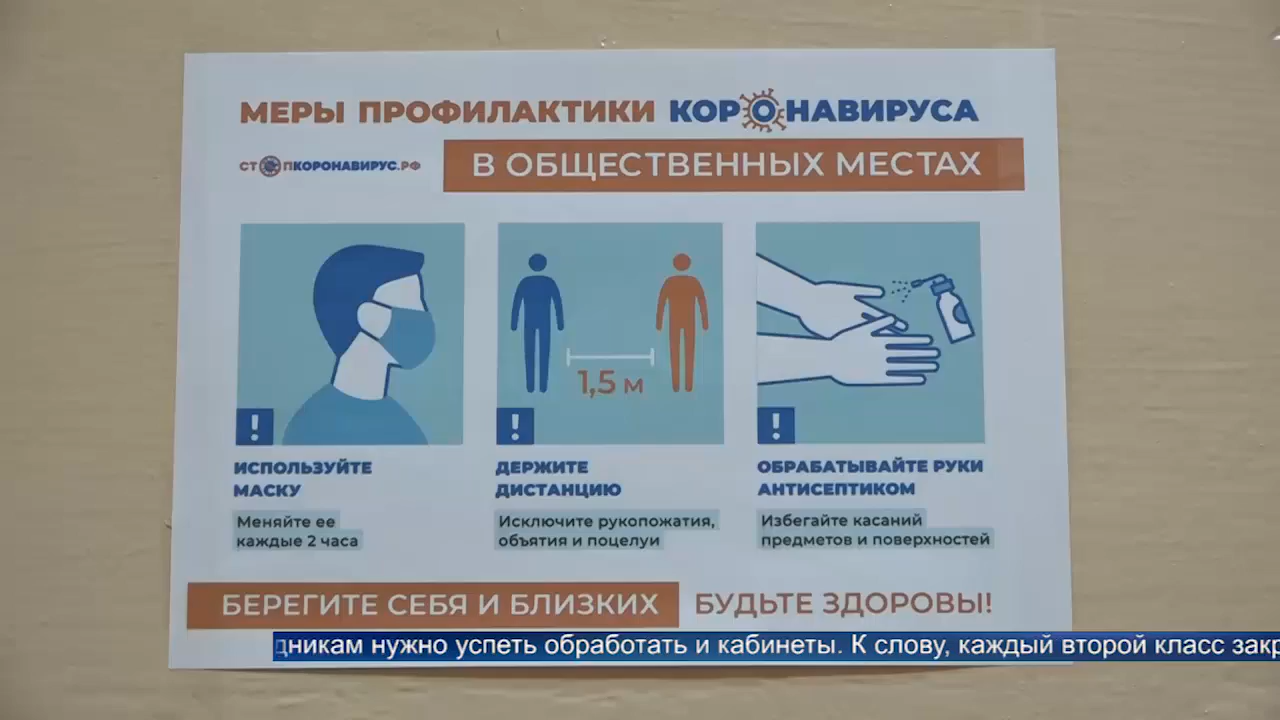 МЕРЫ ПРОФИЛАКТИКИ КОРОНАВИРУСА
СТОПКОРОНАВИРУС.РФ
В ОБЩЕСТВЕННЫХ МЕСТАХ
1,5 м
!
!
!
ИСПОЛЬЗУЙТЕ
МАСКУ
Меняйте ее
каждые 2 часа
ДЕРЖИТЕ
ДИСТАНЦИЮ
Исключите рукопожатия,
объятия и поцелуи
ОБРАБАТЫВАЙТЕ РУКИ
АНТИСЕПТИКОМ
Избегайте касаний
предметов и поверхностей
БЕРЕГИТЕ СЕБЯ И БЛИЗКИХ
БУДЬТЕ ЗДОРОВЫ!
дникам нужно успеть обработать и кабинеты. К слову, каждый второй класс закр